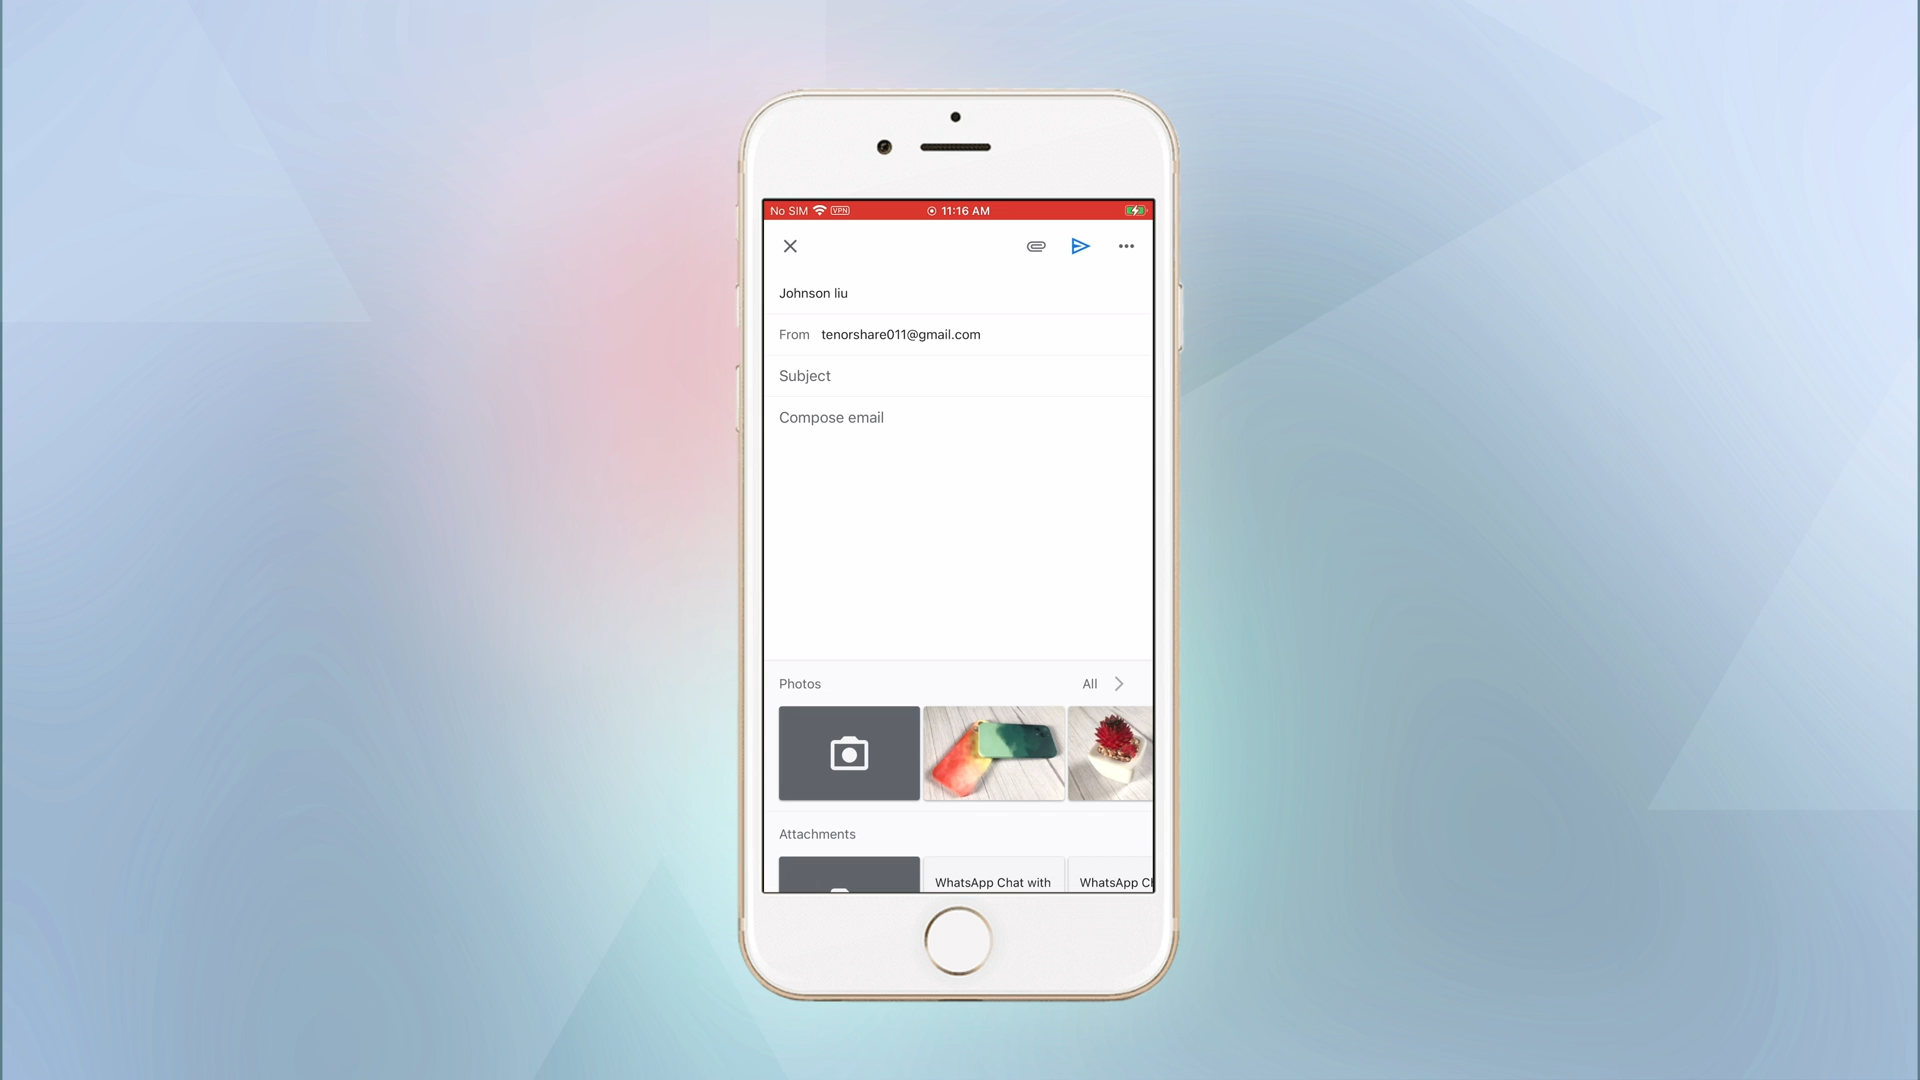 No SIM VPN 11:16 AM
Johnson liu
From tenorshare011@gmail.com
Subject
Compose email
Photos All
Attachments
WhatsApp Chat with WhatsApp